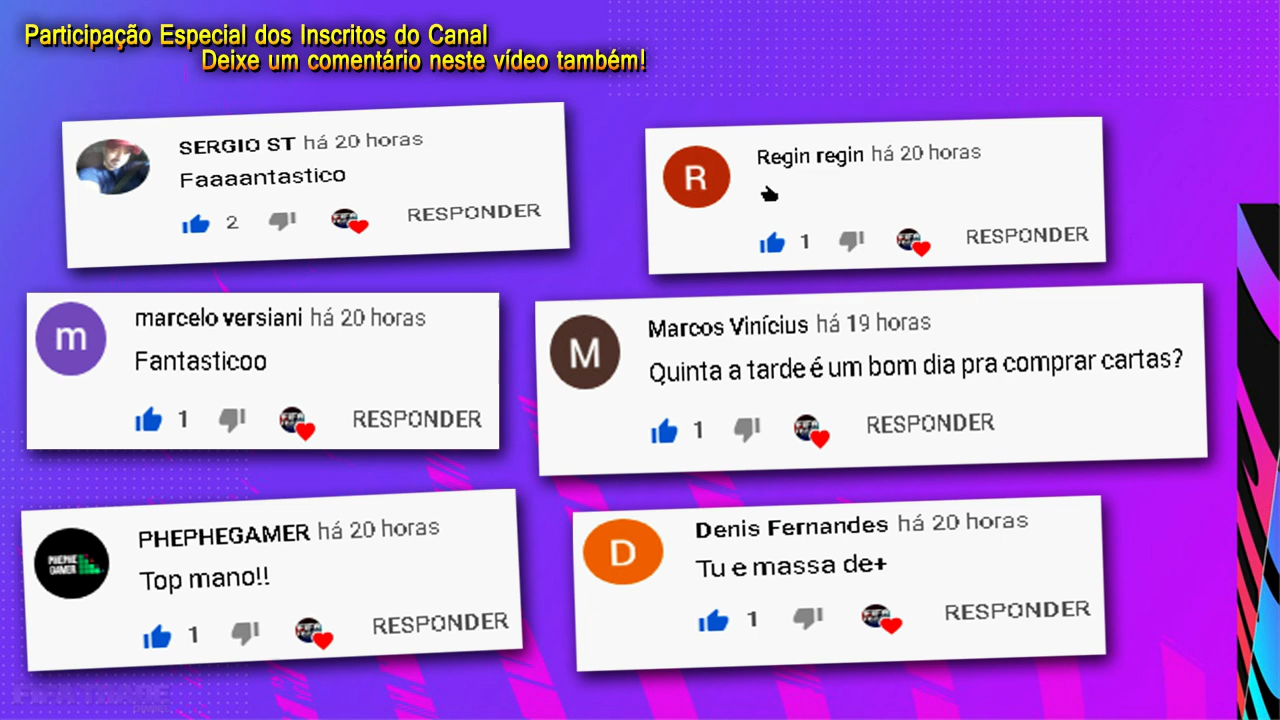 Participação Especial dos Inscritos do Canal
Deixe um comentário neste vídeo também!
SERGIO ST há 20 horas
Faaaantastico
2 RESPONDER
R
Regin regin há 20 horas
1 RESPONDER
m
marcelo versiani há 20 horas
Fantasticoo
1 RESPONDER
M
Marcos Vinícius há 19 horas
Quinta a tarde é um bom dia pra comprar cartas?
1 RESPONDER
PHEPHE
GAMER
PHEPHEGAMER há 20 horas
Top mano!!
1 RESPONDER
D
Denis Fernandes há 20 horas
Tu e massa de+
1 RESPONDER